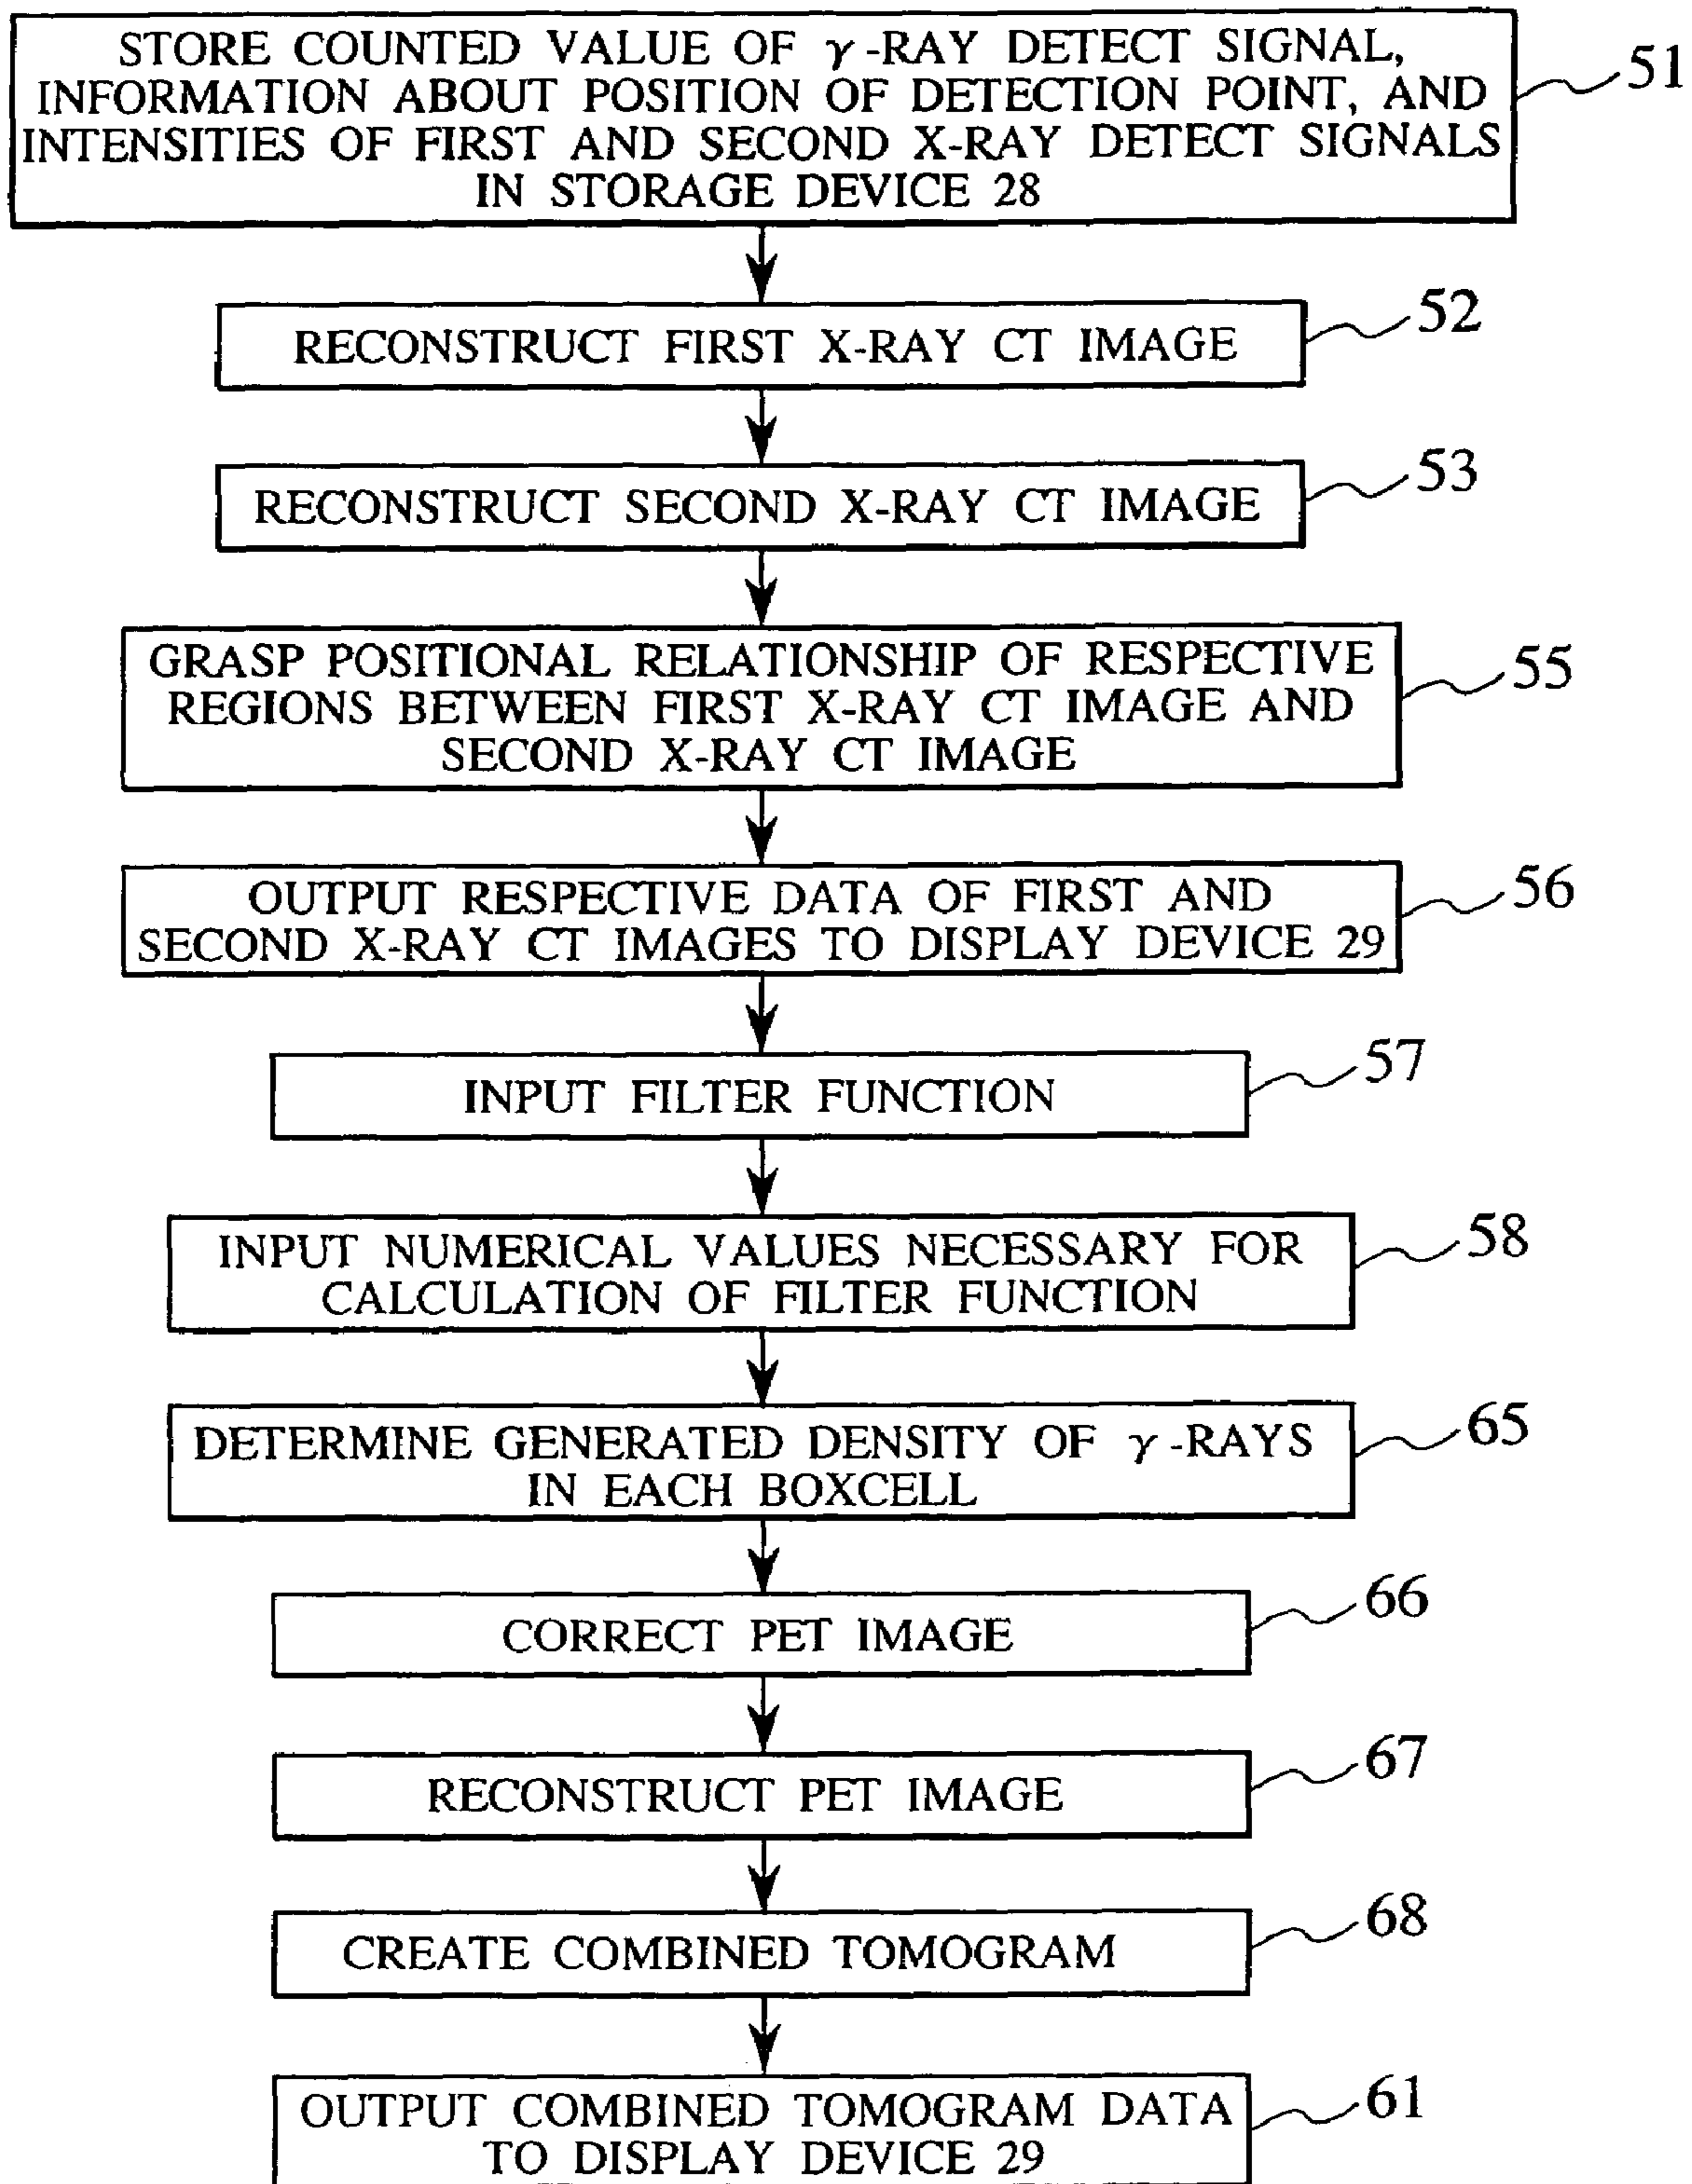 STORE COUNTED VALUE OF γ-RAY DETECT SIGNAL,
INFORMATION ABOUT POSITION OF DETECTION POINT, AND
INTENSITIES OF FIRST AND SECOND X-RAY DETECT SIGNALS
IN STORAGE DEVICE 28
51
RECONSTRUCT FIRST X-RAY CT IMAGE
52
RECONSTRUCT SECOND X-RAY CT IMAGE
53
GRASP POSITIONAL RELATIONSHIP OF RESPECTIVE
REGIONS BETWEEN FIRST X-RAY CT IMAGE AND
SECOND X-RAY CT IMAGE
55
OUTPUT RESPECTIVE DATA OF FIRST AND
SECOND X-RAY CT IMAGES TO DISPLAY DEVICE 29
56
INPUT FILTER FUNCTION
57
INPUT NUMERICAL VALUES NECESSARY FOR
CALCULATION OF FILTER FUNCTION
58
DETERMINE GENERATED DENSITY OF γ-RAYS
IN EACH BOXCELL
65
CORRECT PET IMAGE
66
RECONSTRUCT PET IMAGE
67
CREATE COMBINED TOMOGRAM
68
OUTPUT COMBINED TOMOGRAM DATA
TO DISPLAY DEVICE 29
61